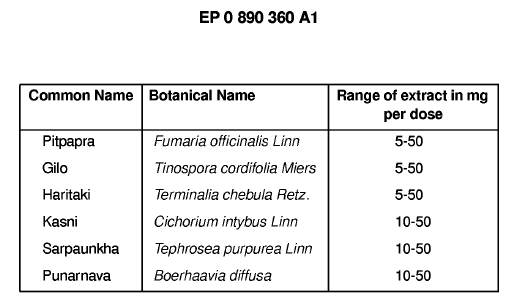 EP 0 890 360 A1
Common Name Botanical Name Range of extract in mg
per dose
Pitpapra Fumaria officinalis Linn 5-50
Gilo Tinospora cordifolia Miers 5-50
Haritaki Terminalia chebula Retz. 5-50
Kasni Cichorium intybus Linn 10-50
Sarpaunkha Tephrosea purpurea Linn 10-50
Punarnava Boerhaavia diffusa 10-50